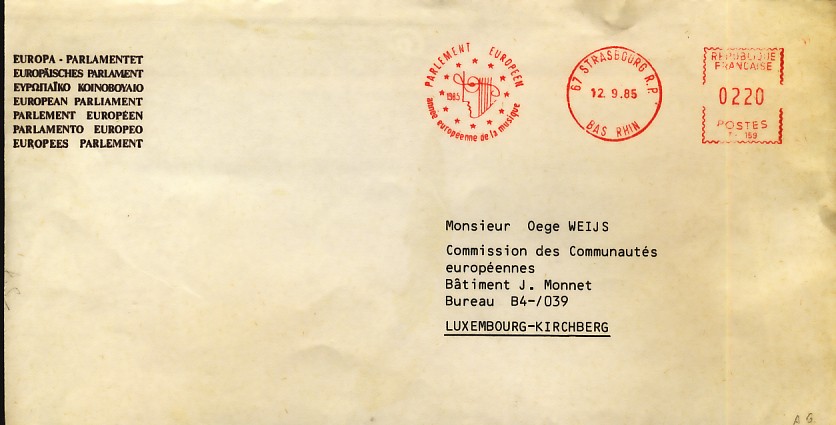 EUROPA - PARLAMENTET
EUROPÄISCHES PARLAMENT
ΕΥΡΩΠΑΪΚΟ ΚΟΙΝΟΒΟΥΛΙΟ
EUROPEAN PARLIAMENT
PARLEMENT EUROPÉEN
PARLAMENTO EUROPEO
EUROPEES PARLEMENT
PARLEMENT EUROPEEN
1985
année européenne de la musique
67 STRASBOURG R.P.
12. 9.85
BAS RHIN
REPUBLIQUE
FRANÇAISE
0220
POSTES
159
Monsieur Oege WEIJS
Commission des Communautés
européennes
Bâtiment J. Monnet
Bureau B4-/039
LUXEMBOURG-KIRCHBERG
A G.